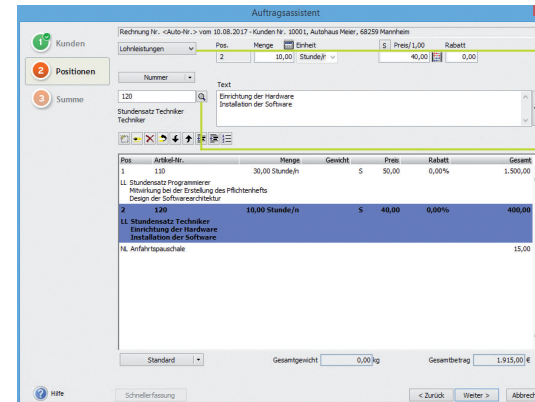 Auftragsassistent
Rechnung Nr. <Auto-Nr.> vom 10.08.2017 - Kunden Nr. 10001, Autohaus Meier, 68259 Mannheim
1 Kunden
2 Positionen
3 Summe
Lohnleistungen Pos. Menge Einheit S Preis/1,00 Rabatt
2 10,00 Stunde/n 40,00 0,00
Nummer
Text
120
Einrichtung der Hardware
Installation der Software
Stundensatz Techniker
Techniker
Pos Artikel-Nr. Menge Gewicht Preis Rabatt Gesamt
1 110 30,00 Stunde/n S 50,00 0,00% 1.500,00
LL Stundensatz Programmierer
Mitwirkung bei der Erstellung des Pflichtenhefts
Design der Softwarearchitektur
2 120 10,00 Stunde/n S 40,00 0,00% 400,00
LL Stundensatz Techniker
Einrichtung der Hardware
Installation der Software
NL Anfahrtspauschale 15,00
Standard Gesamtgewicht 0,00 kg Gesamtbetrag 1.915,00 €
Hilfe Schnellerfassung < Zurück Weiter > Abbrech